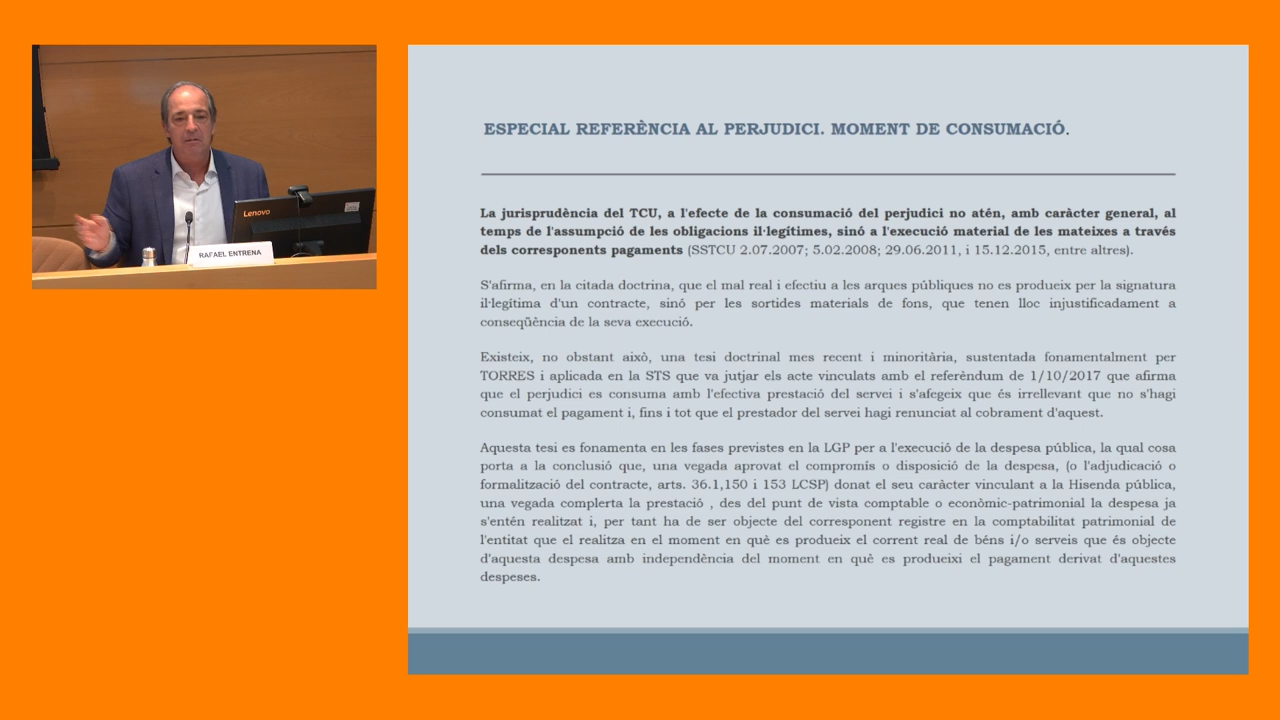 Lenovo
RAFAEL ENTRENA
ESPECIAL REFERÈNCIA AL PERJUDICI. MOMENT DE CONSUMACIÓ.
La jurisprudència del TCU, a l'efecte de la consumació del perjudici no atén, amb caràcter general, al
temps de l'assumpció de les obligacions il·legítimes, sinó a l'execució material de les mateixes a través
dels corresponents pagaments (SSTCU 2.07.2007; 5.02.2008; 29.06.2011, i 15.12.2015, entre altres).
S'afirma, en la citada doctrina, que el mal real i efectiu a les arques públiques no es produeix per la signatura
il·legítima d'un contracte, sinó per les sortides materials de fons, que tenen lloc injustificadament a
conseqüència de la seva execució.
Existeix, no obstant això, una tesi doctrinal mes recent i minoritària, sustentada fonamentalment per
TORRES i aplicada en la STS que va jutjar els acte vinculats amb el referèndum de 1/10/2017 que afirma
que el perjudici es consuma amb l'efectiva prestació del servei i s'afegeix que és irrellevant que no s'hagi
consumat el pagament i, fins i tot que el prestador del servei hagi renunciat al cobrament d'aquest.
Aquesta tesi es fonamenta en les fases previstes en la LGP per a l'execució de la despesa pública, la qual cosa
porta a la conclusió que, una vegada aprovat el compromís o disposició de la despesa, (o l'adjudicació o
formalització del contracte, arts. 36.1,150 i 153 LCSP) donat el seu caràcter vinculant a la Hisenda pública,
una vegada complerta la prestació , des del punt de vista comptable o econòmic-patrimonial la despesa ja
s'entén realitzat i, per tant ha de ser objecte del corresponent registre en la comptabilitat patrimonial de
l'entitat que el realitza en el moment en què es produeix el corrent real de béns i/o serveis que és objecte
d'aquesta despesa amb independència del moment en què es produeixi el pagament derivat d'aquestes
despeses.